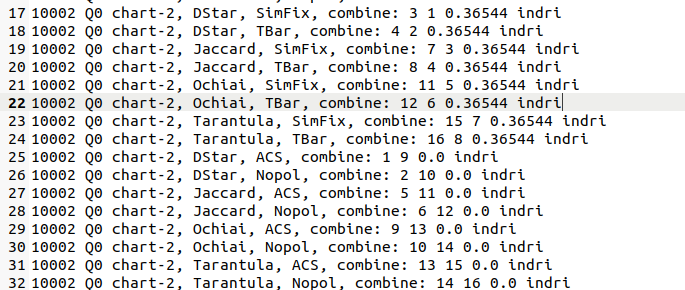 17 10002 Q0 chart-2, DStar, SimFix, combine: 3 1 0.36544 indri
18 10002 Q0 chart-2, DStar, TBar, combine: 4 2 0.36544 indri
19 10002 Q0 chart-2, Jaccard, SimFix, combine: 7 3 0.36544 indri
20 10002 Q0 chart-2, Jaccard, TBar, combine: 8 4 0.36544 indri
21 10002 Q0 chart-2, Ochiai, SimFix, combine: 11 5 0.36544 indri
22 10002 Q0 chart-2, Ochiai, TBar, combine: 12 6 0.36544 indri
23 10002 Q0 chart-2, Tarantula, SimFix, combine: 15 7 0.36544 indri
24 10002 Q0 chart-2, Tarantula, TBar, combine: 16 8 0.36544 indri
25 10002 Q0 chart-2, DStar, ACS, combine: 1 9 0.0 indri
26 10002 Q0 chart-2, DStar, Nopol, combine: 2 10 0.0 indri
27 10002 Q0 chart-2, Jaccard, ACS, combine: 5 11 0.0 indri
28 10002 Q0 chart-2, Jaccard, Nopol, combine: 6 12 0.0 indri
29 10002 Q0 chart-2, Ochiai, ACS, combine: 9 13 0.0 indri
30 10002 Q0 chart-2, Ochiai, Nopol, combine: 10 14 0.0 indri
31 10002 Q0 chart-2, Tarantula, ACS, combine: 13 15 0.0 indri
32 10002 Q0 chart-2, Tarantula, Nopol, combine: 14 16 0.0 indri